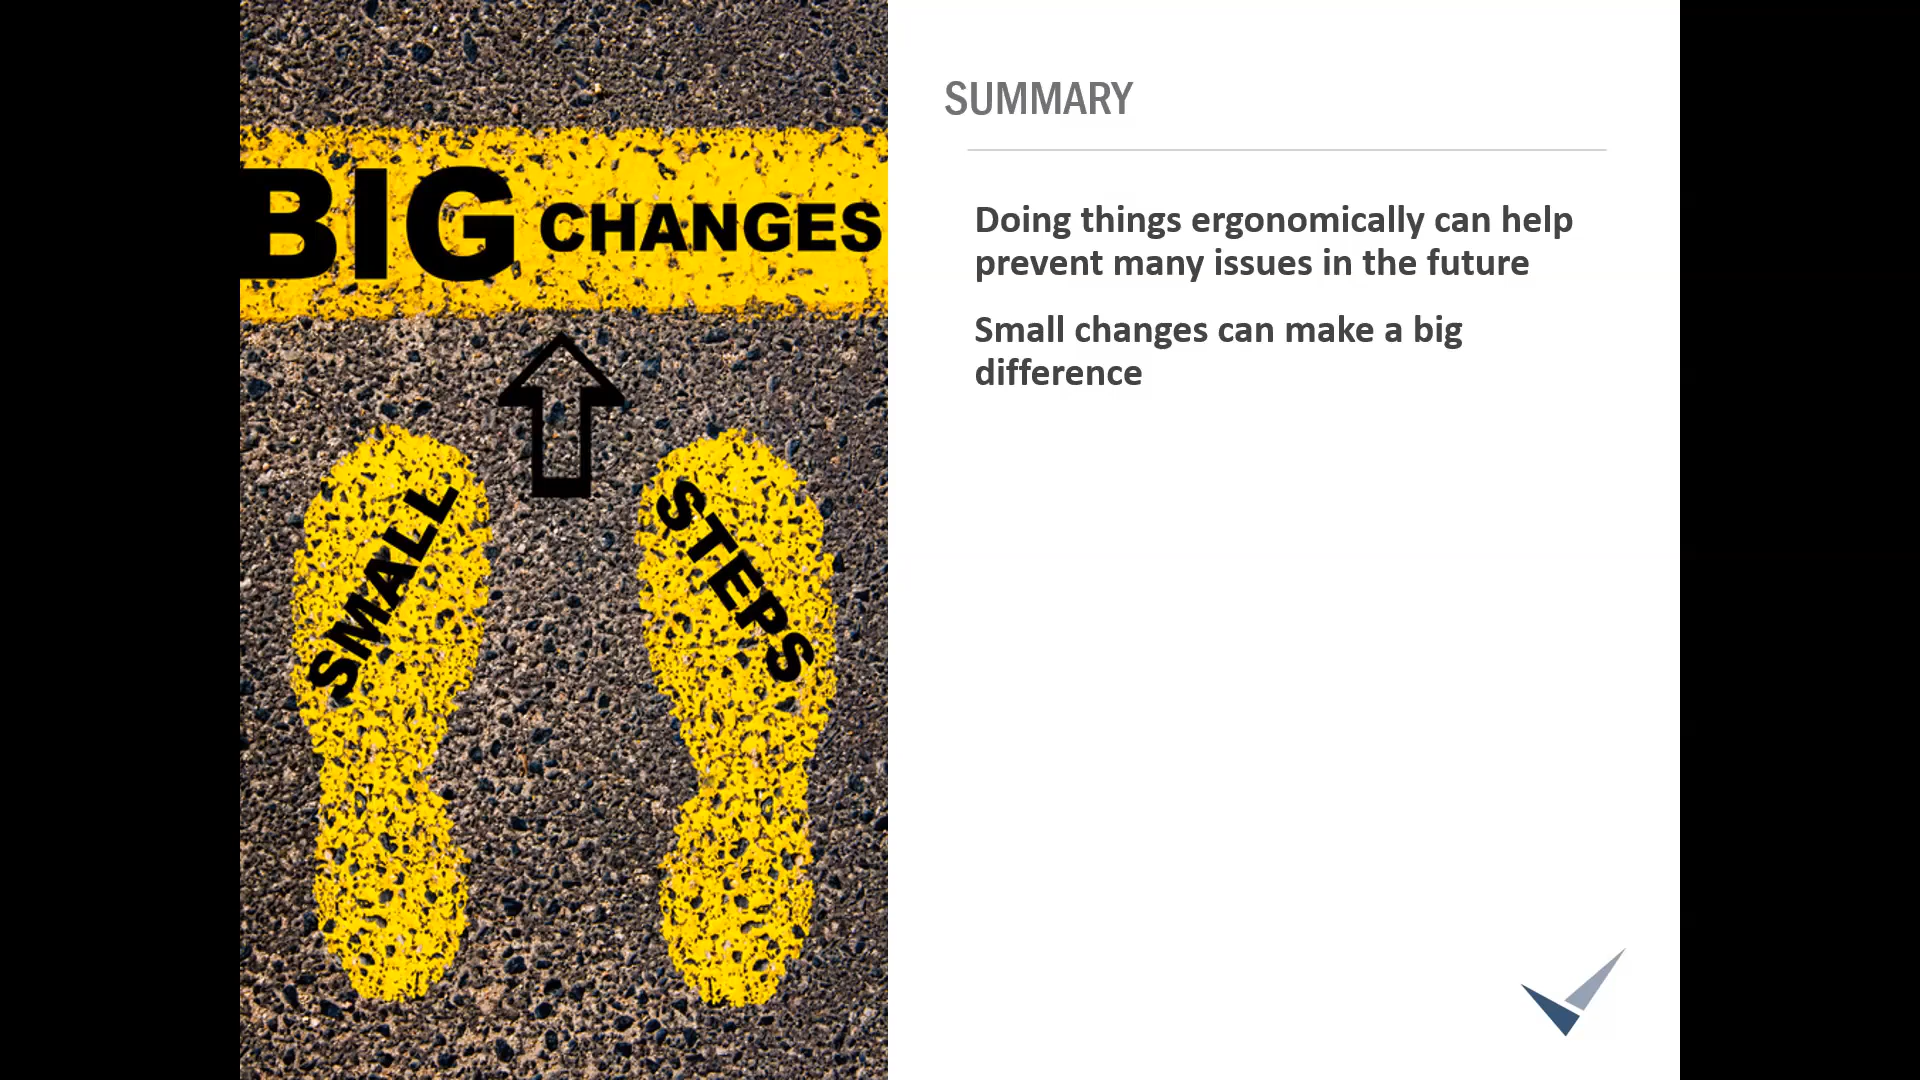 BIG CHANGES
SMALL
STEPS
SUMMARY
Doing things ergonomically can help
prevent many issues in the future
Small changes can make a big
difference